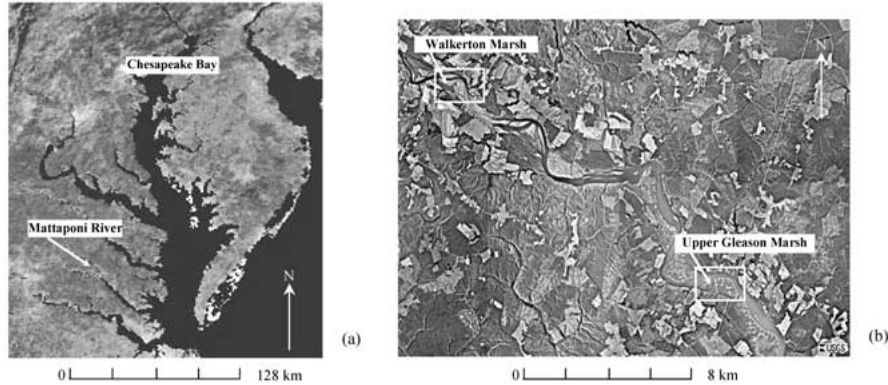 Chesapeake Bay
Mattaponi River
N
(a)
0 128 km
Walkerton Marsh
N
Upper Gleason Marsh
USGS
(b)
0 8 km